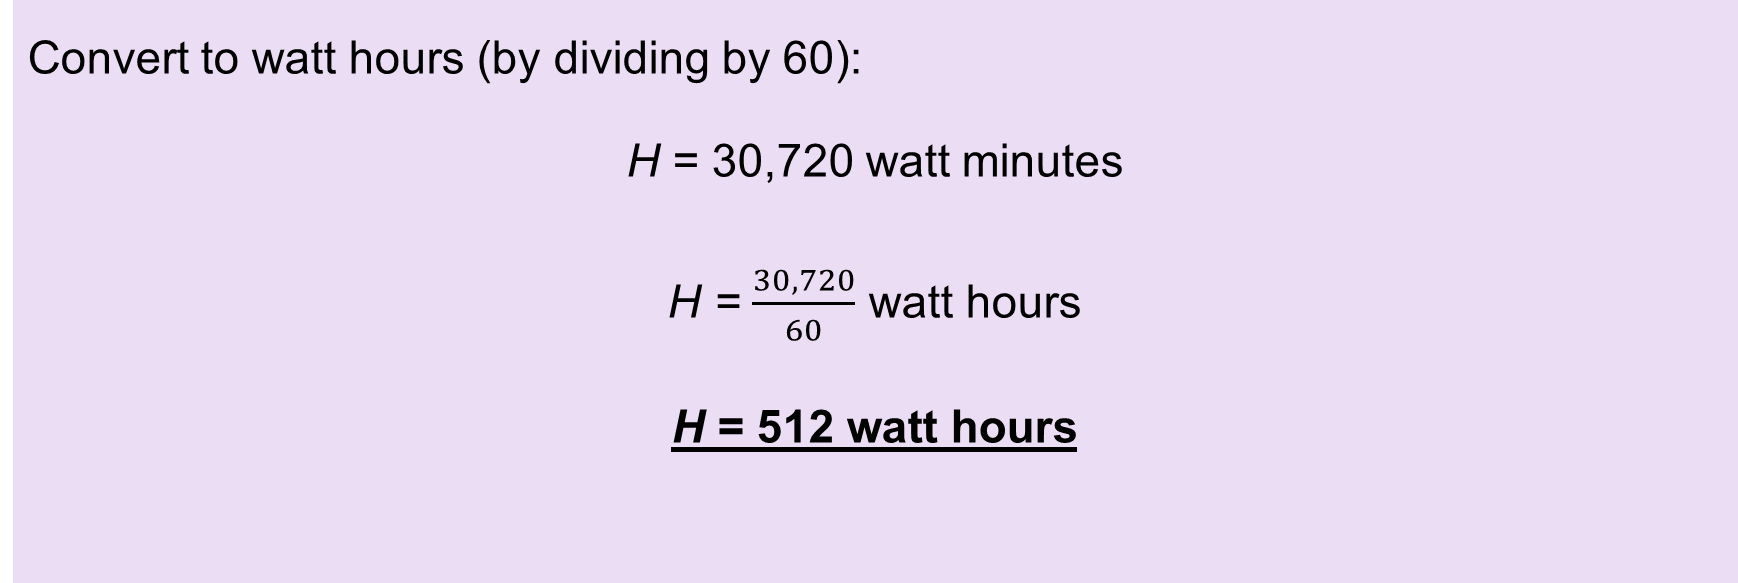 Convert to watt hours (by dividing by 60):
H = 30,720 watt minutes
H = 30,720/60 watt hours
H = 512 watt hours